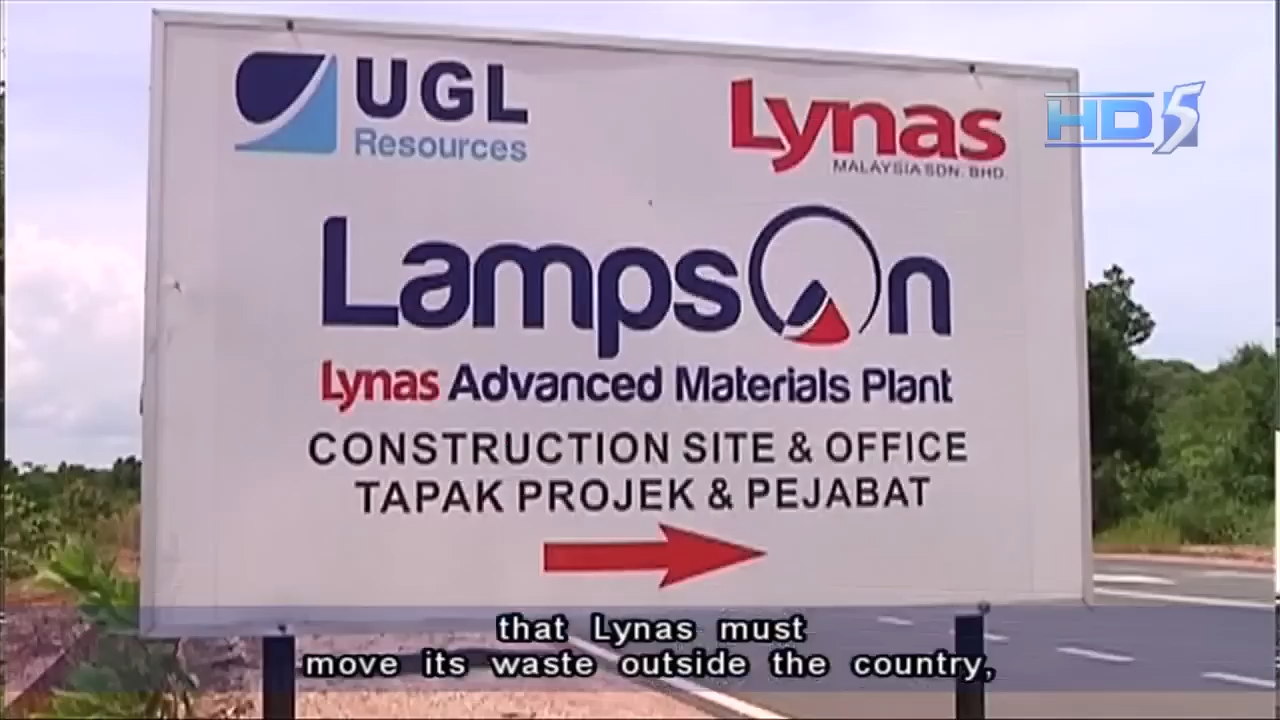 UGL
Resources
Lynas
MALAYSIA SDN. BHD.
HD5
LampsOn
Lynas Advanced Materials Plant
CONSTRUCTION SITE & OFFICE
TAPAK PROJEK & PEJABAT
that Lynas must
move its waste outside the country,